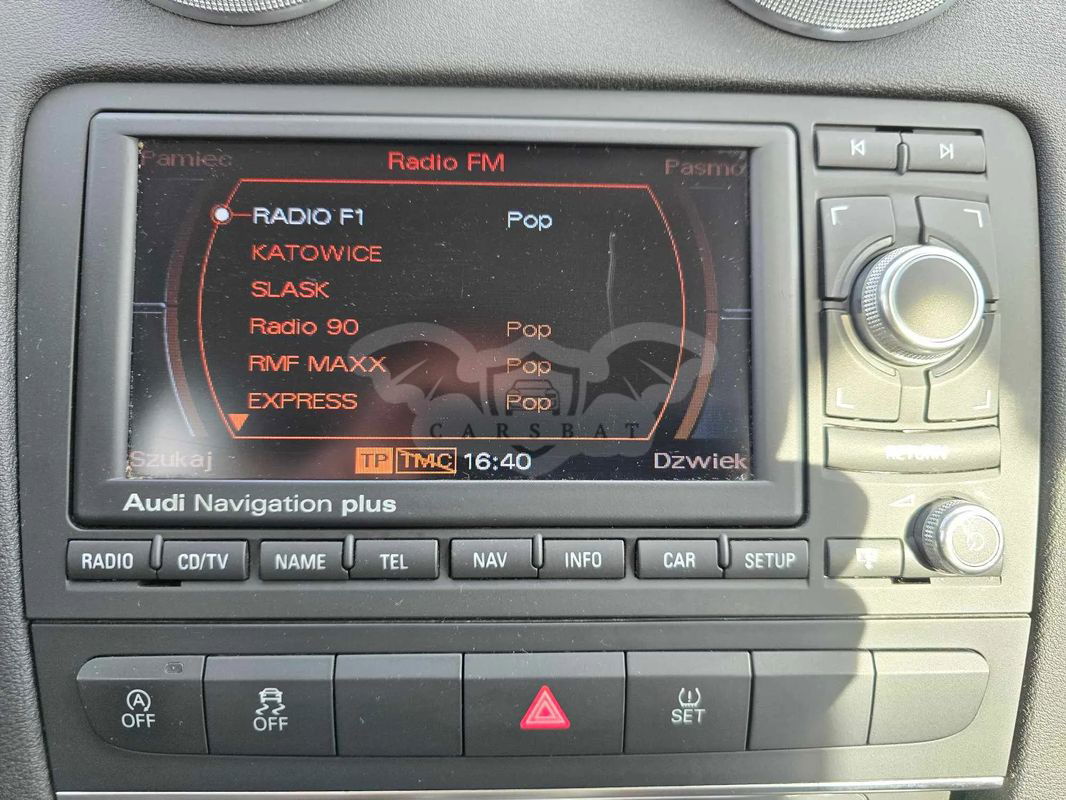 Pamiec Radio FM Pasmo
RADIO F1 Pop
KATOWICE
SLASK
Radio 90 Pop
RMF MAXX Pop
EXPRESS Pop
CARSBAT
Szukaj TP TMC 16:40 Dzwiek
Audi Navigation plus
RETURN
RADIO CD/TV NAME TEL NAV INFO CAR SETUP
A
OFF OFF SET